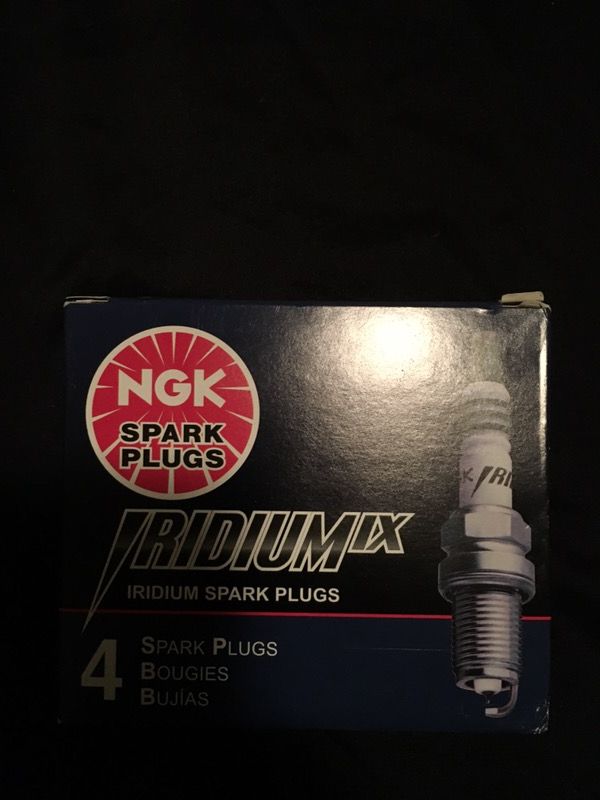 NGK
SPARK
PLUGS
IRIDIUM IX
IRIDIUM SPARK PLUGS
4
SPARK PLUGS
BOUGIES
BUJÍAS